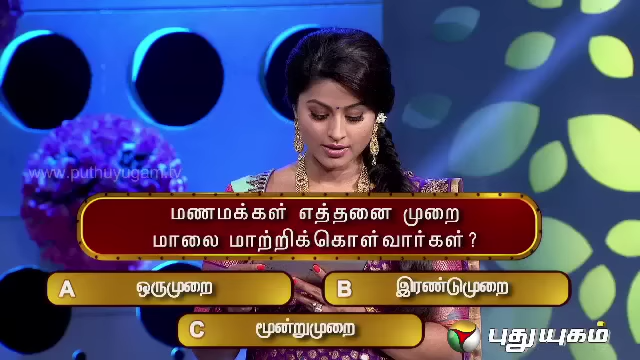 www.puthuyugam.tv
மணமக்கள் எத்தனை முறை
மாலை மாற்றிக்கொள்வார்கள்?
A ஒருமுறை
B இரண்டுமுறை
C மூன்றுமுறை
புதுயுகம்